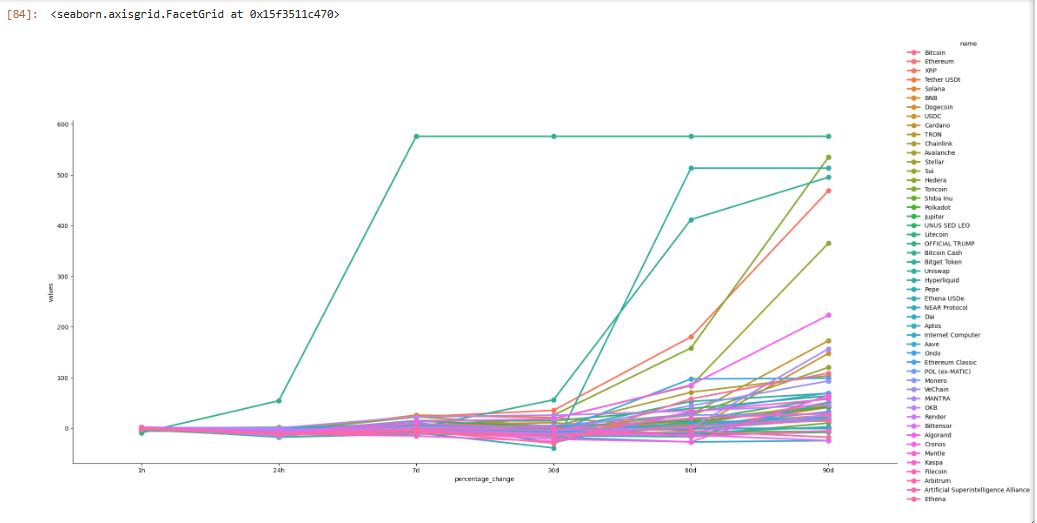 [84]: <seaborn.axisgrid.FacetGrid at 0x15f3511c470>
name
Bitcoin
Ethereum
XRP
Tether USDt
Solana
BNB
Dogecoin
USDC
Cardano
TRON
Chainlink
Avalanche
Stellar
Sui
Hedera
Toncoin
Shiba Inu
Polkadot
Jupiter
UNUS SED LEO
Litecoin
OFFICIAL TRUMP
Bitcoin Cash
Bitget Token
Uniswap
Hyperliquid
Pepe
Ethena USDe
NEAR Protocol
Dai
Aptos
Internet Computer
Aave
Ondo
Ethereum Classic
POL (ex-MATIC)
Monero
VeChain
MANTRA
OKB
Render
Bittensor
Algorand
Cronos
Mantle
Kaspa
Filecoin
Arbitrum
Artificial Superintelligence Alliance
Ethena
600
500
400
300
200
100
0
values
1h
24h
7d
30d
60d
90d
percentage_change